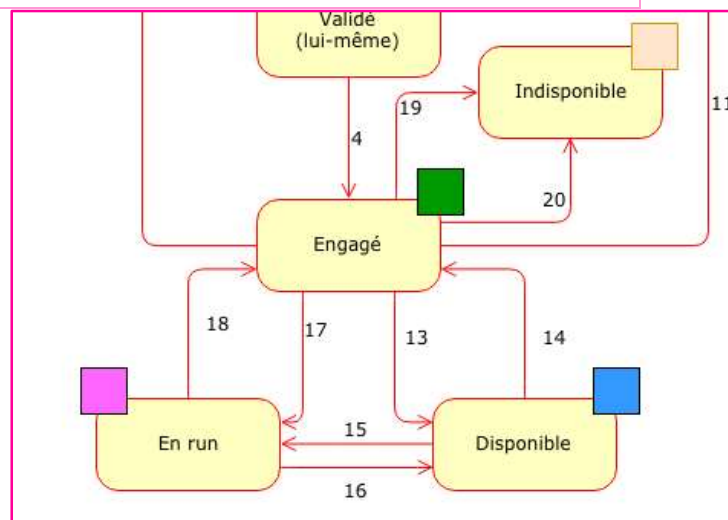 Validé
(lui-même)
Indisponible
19
11
4
20
Engagé
18
17
13
14
15
En run
Disponible
16